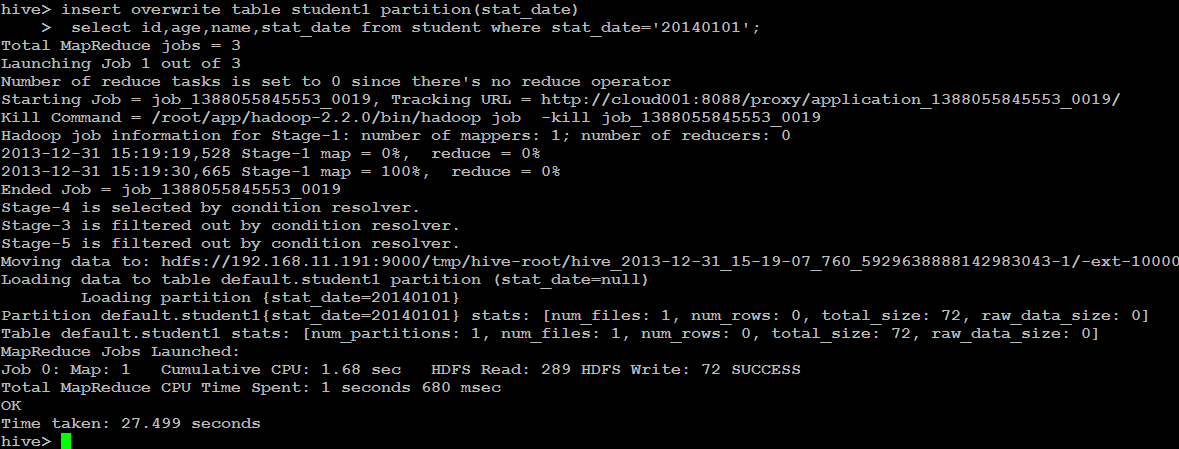 hive> insert overwrite table student1 partition(stat_date)
    >  select id,age,name,stat_date from student where stat_date='20140101';
Total MapReduce jobs = 3
Launching Job 1 out of 3
Number of reduce tasks is set to 0 since there's no reduce operator
Starting Job = job_1388055845553_0019, Tracking URL = http://cloud001:8088/proxy/application_1388055845553_0019/
Kill Command = /root/app/hadoop-2.2.0/bin/hadoop job  -kill job_1388055845553_0019
Hadoop job information for Stage-1: number of mappers: 1; number of reducers: 0
2013-12-31 15:19:19,528 Stage-1 map = 0%,  reduce = 0%
2013-12-31 15:19:30,665 Stage-1 map = 100%,  reduce = 0%
Ended Job = job_1388055845553_0019
Stage-4 is selected by condition resolver.
Stage-3 is filtered out by condition resolver.
Stage-5 is filtered out by condition resolver.
Moving data to: hdfs://192.168.11.191:9000/tmp/hive-root/hive_2013-12-31_15-19-07_760_5929638888142983043-1/-ext-10000
Loading data to table default.student1 partition (stat_date=null)
        Loading partition {stat_date=20140101}
Partition default.student1{stat_date=20140101} stats: [num_files: 1, num_rows: 0, total_size: 72, raw_data_size: 0]
Table default.student1 stats: [num_partitions: 1, num_files: 1, num_rows: 0, total_size: 72, raw_data_size: 0]
MapReduce Jobs Launched:
Job 0: Map: 1   Cumulative CPU: 1.68 sec   HDFS Read: 289 HDFS Write: 72 SUCCESS
Total MapReduce CPU Time Spent: 1 seconds 680 msec
OK
Time taken: 27.499 seconds
hive>